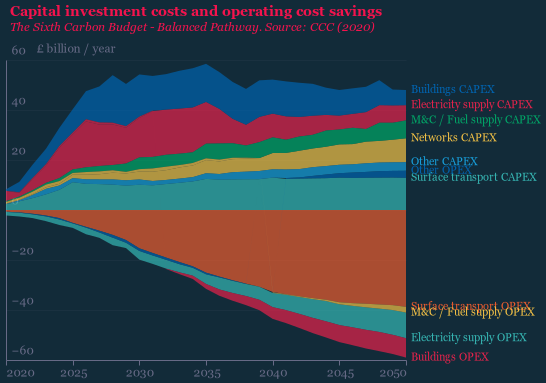 Capital investment costs and operating cost savings
The Sixth Carbon Budget - Balanced Pathway. Source: CCC (2020)
60 £ billion / year
40
20
−20
−40
−60
2020 2025 2030 2035 2040 2045 2050
Buildings CAPEX
Electricity supply CAPEX
M&C / Fuel supply CAPEX
Networks CAPEX
Other CAPEX
Other OPEX
Surface transport CAPEX
Surface transport OPEX
M&C / Fuel supply OPEX
Electricity supply OPEX
Buildings OPEX